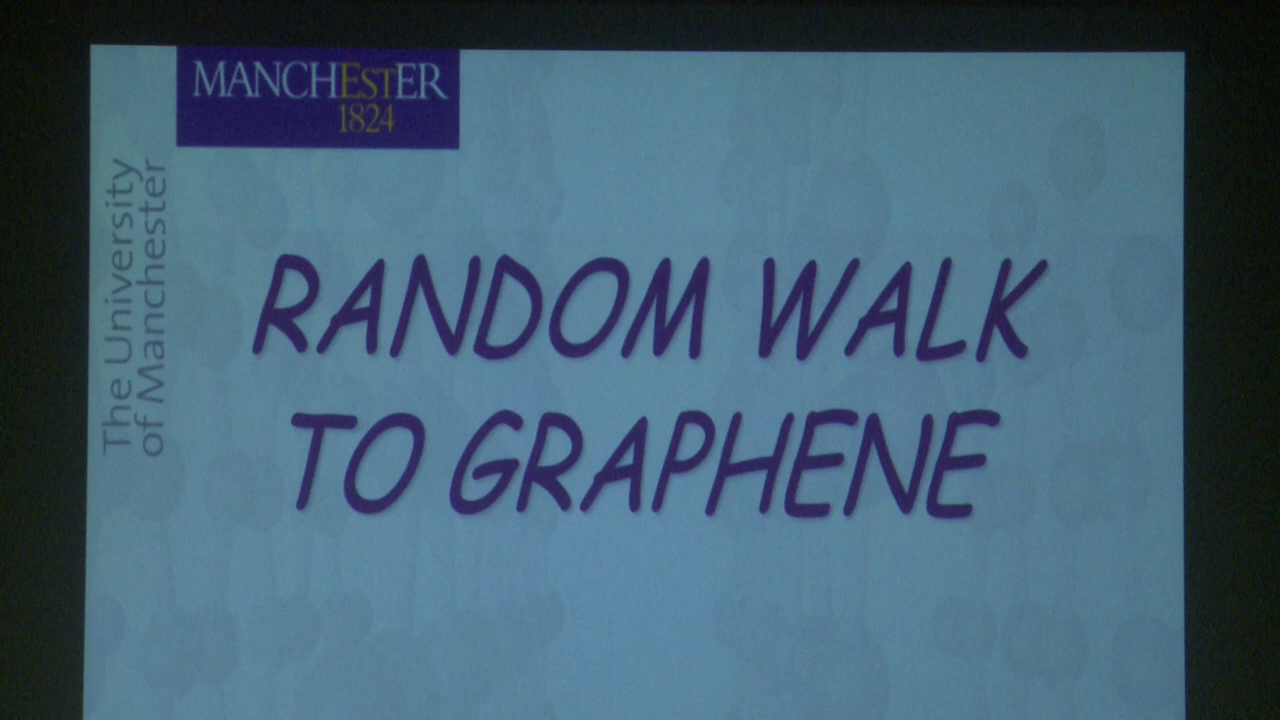 MANCHESTER
1824
The University
of Manchester
RANDOM WALK
TO GRAPHENE